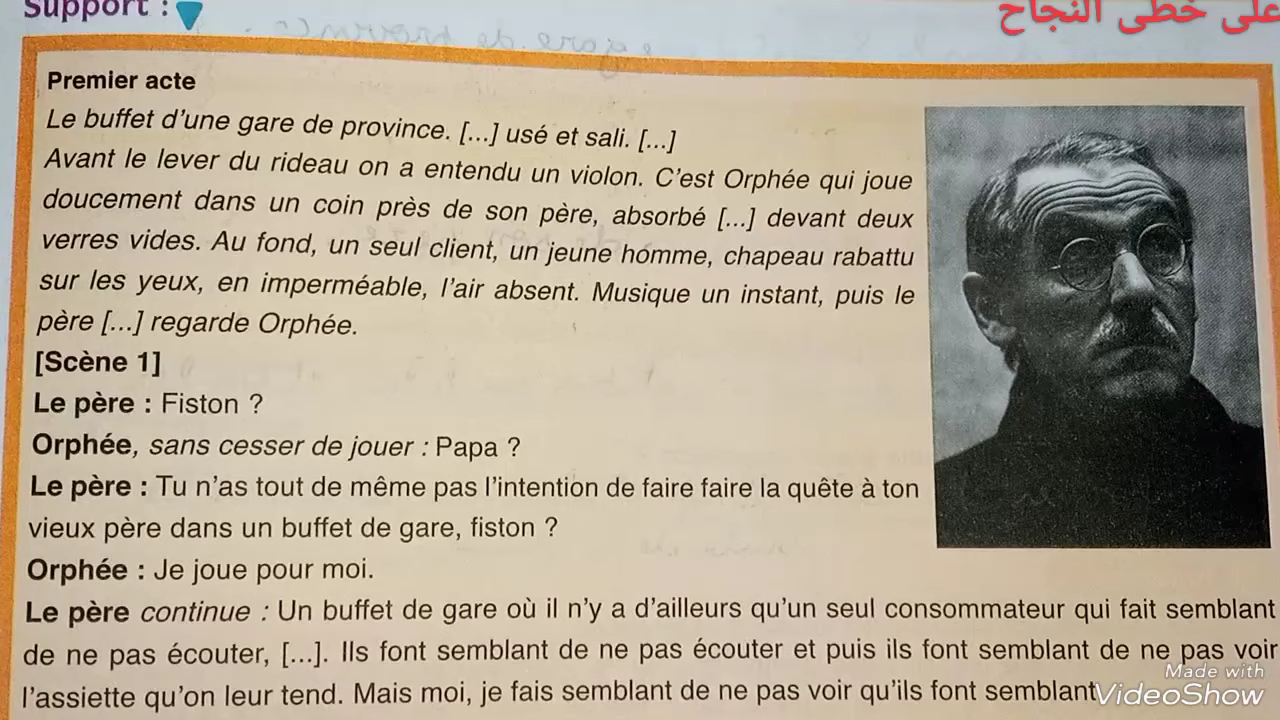 Support :
على خطى النجاح
Premier acte
Le buffet d'une gare de province. [...] usé et sali. [...]
Avant le lever du rideau on a entendu un violon. C'est Orphée qui joue
doucement dans un coin près de son père, absorbé [...] devant deux
verres vides. Au fond, un seul client, un jeune homme, chapeau rabattu
sur les yeux, en imperméable, l'air absent. Musique un instant, puis le
père [...] regarde Orphée.
[Scène 1]
Le père : Fiston ?
Orphée, sans cesser de jouer : Papa ?
Le père : Tu n'as tout de même pas l'intention de faire faire la quête à ton
vieux père dans un buffet de gare, fiston ?
Orphée : Je joue pour moi.
Le père continue : Un buffet de gare où il n'y a d'ailleurs qu'un seul consommateur qui fait semblant
de ne pas écouter, [...]. Ils font semblant de ne pas écouter et puis ils font semblant de ne pas voir
l'assiette qu'on leur tend. Mais moi, je fais semblant de ne pas voir qu'ils font semblant
Made with
VideoShow